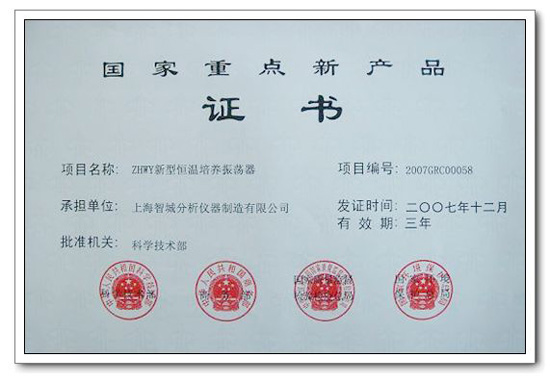 国家重点新产品
证书
项目名称: ZHWY新型恒温培养振荡器
项目编号: 2007GRC00058
承担单位: 上海智城分析仪器制造有限公司
发证时间: 二〇〇七年十二月
有效期: 三年
批准机关: 科学技术部